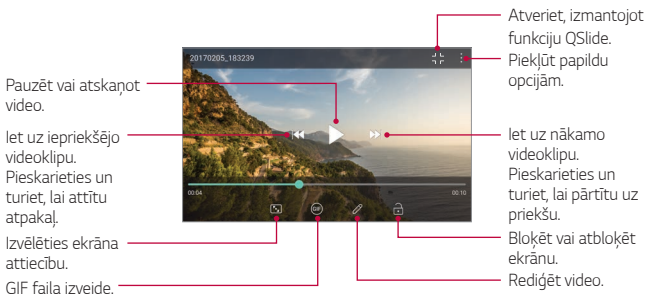 Atveriet, izmantojot
funkciju QSlide.
Piekļūt papildu
opcijām.
20170205_183239
Pauzēt vai atskaņot
video.
Iet uz iepriekšējo
videoklipu.
Pieskarieties un
turiet, lai attītu
atpakaļ.
Iet uz nākamo
videoklipu.
Pieskarieties un
turiet, lai pārtītu uz
priekšu.
00:04
00:10
GIF
Izvēlēties ekrāna
attiecību.
GIF faila izveide.
Bloķēt vai atbloķēt
ekrānu.
Rediģēt video.